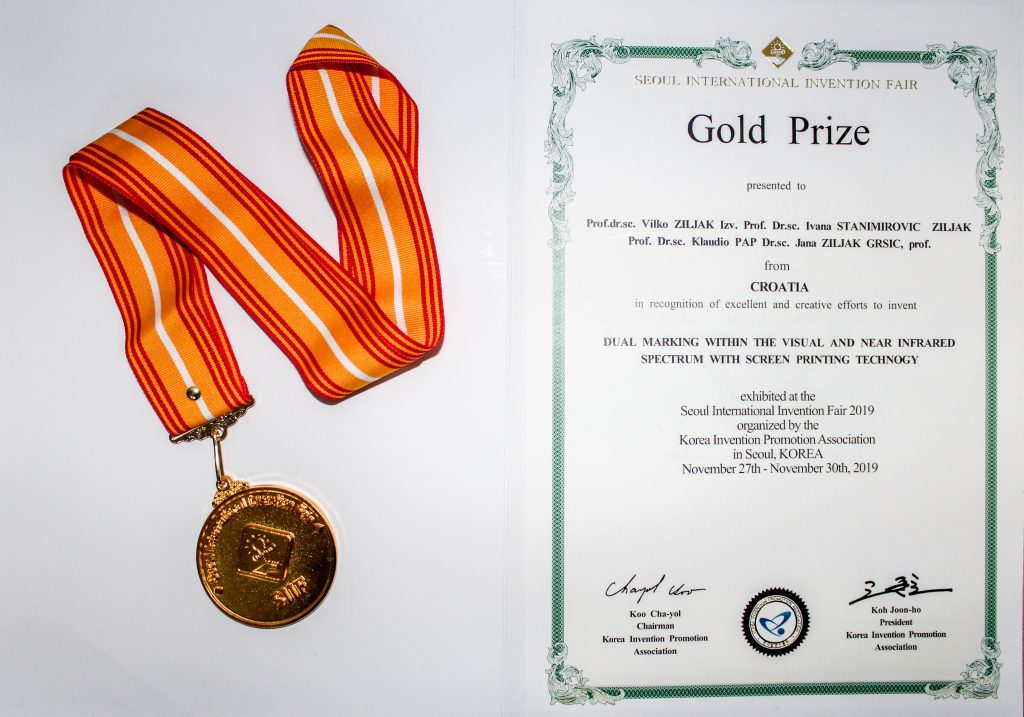 Seoul International Invention Fair
SIIF
SEOUL INTERNATIONAL INVENTION FAIR
Gold Prize
presented to
Prof.dr.sc. Vilko ZILJAK Izv. Prof. Dr.sc. Ivana STANIMIROVIC ZILJAK
Prof. Dr.sc. Klaudio PAP Dr.sc. Jana ZILJAK GRSIC, prof.
from
CROATIA
in recognition of excellent and creative efforts to invent
DUAL MARKING WITHIN THE VISUAL AND NEAR INFRARED
SPECTRUM WITH SCREEN PRINTING TECHNOGY
exhibited at the
Seoul International Invention Fair 2019
organized by the
Korea Invention Promotion Association
in Seoul, KOREA
November 27th - November 30th, 2019
Koo Cha-yol
Chairman
Korea Invention Promotion
Association
Koh Joon-ho
President
Korea Invention Promotion
Association